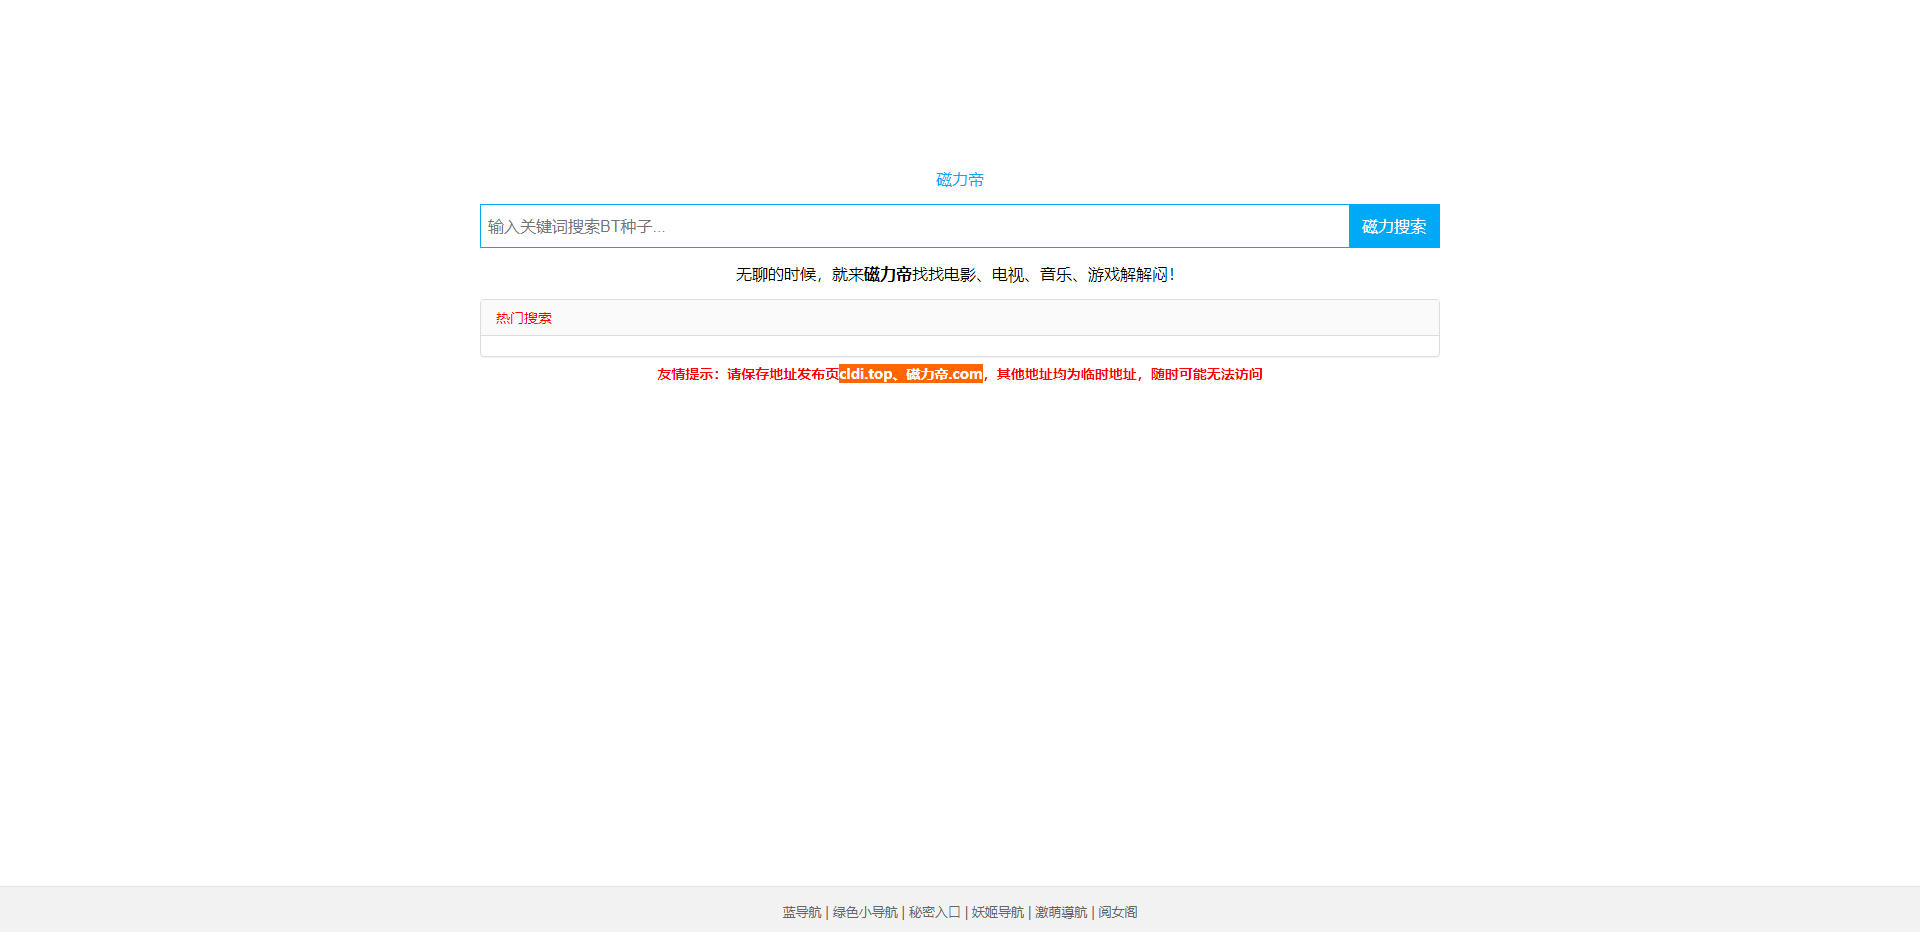 磁力帝
输入关键词搜索BT种子...
磁力搜索
无聊的时候，就来磁力帝找找电影、电视、音乐、游戏解解闷！
热门搜索
友情提示：请保存地址发布页cldi.top、磁力帝.com，其他地址均为临时地址，随时可能无法访问
蓝导航 | 绿色小导航 | 秘密入口 | 妖姬导航 | 激萌導航 | 阅女阁